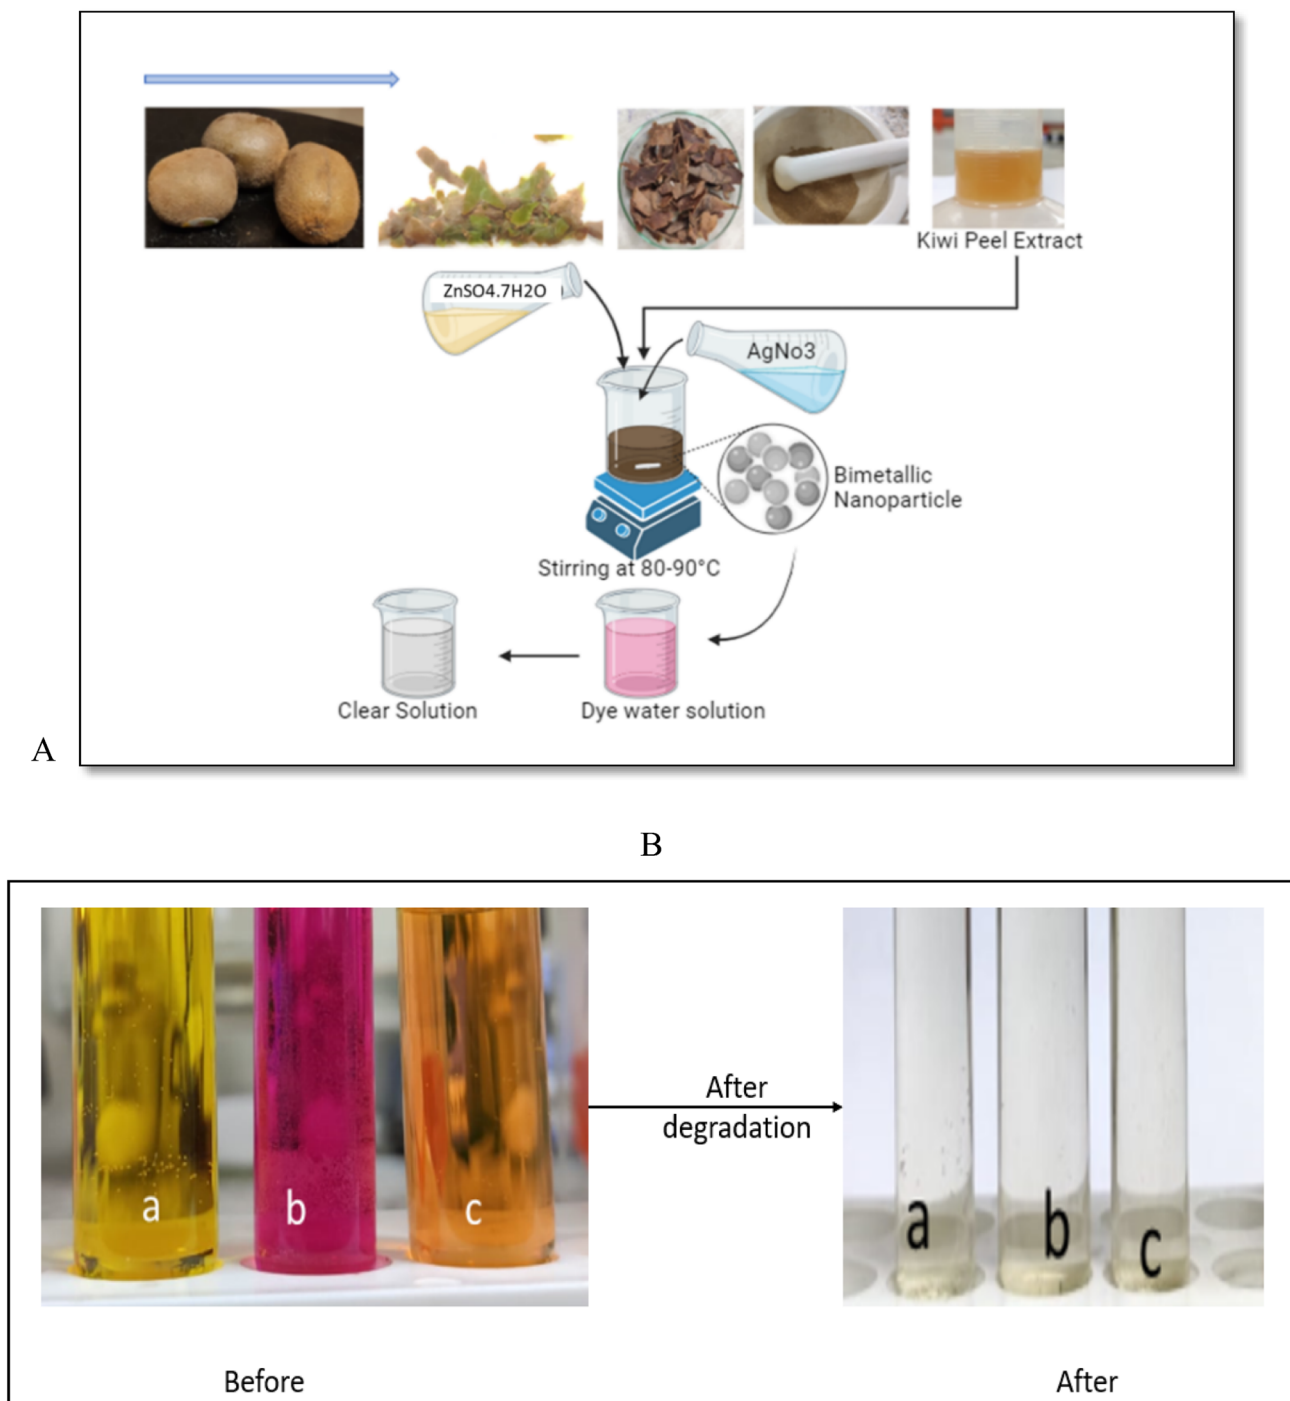 Kiwi Peel Extract
ZnSO4.7H2O
AgNo3
Bimetallic
Nanoparticle
Stirring at 80-90°C
Clear Solution
Dye water solution
A
B
a
b
c
After
degradation
a
b
c
Before
After